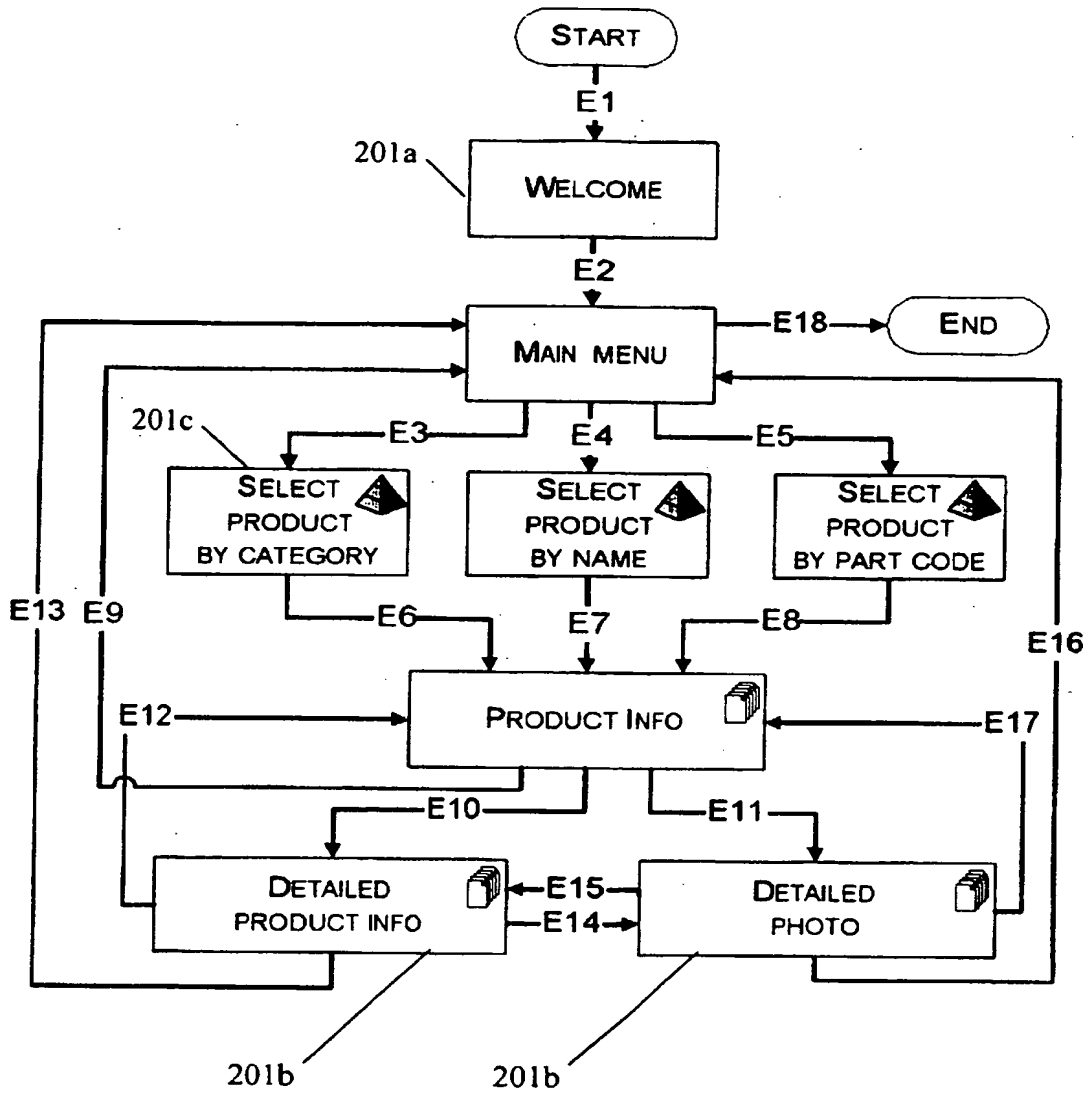 START
E1
201a
WELCOME
E2
MAIN MENU
E18
END
201c
E3
E4
E5
SELECT
PRODUCT
BY CATEGORY
SELECT
PRODUCT
BY NAME
SELECT
PRODUCT
BY PART CODE
E13
E9
E6
E7
E8
E16
E12
PRODUCT INFO
E17
E10
E11
DETAILED
PRODUCT INFO
E15
E14
DETAILED
PHOTO
201b
201b